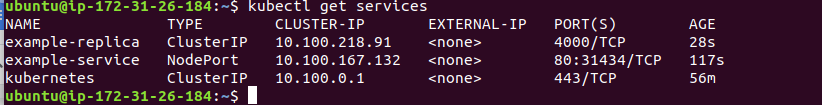 ubuntu@ip-172-31-26-184:~$ kubectl get services
NAME TYPE CLUSTER-IP EXTERNAL-IP PORT(S) AGE
example-replica ClusterIP 10.100.218.91 <none> 4000/TCP 28s
example-service NodePort 10.100.167.132 <none> 80:31434/TCP 117s
kubernetes ClusterIP 10.100.0.1 <none> 443/TCP 56m
ubuntu@ip-172-31-26-184:~$